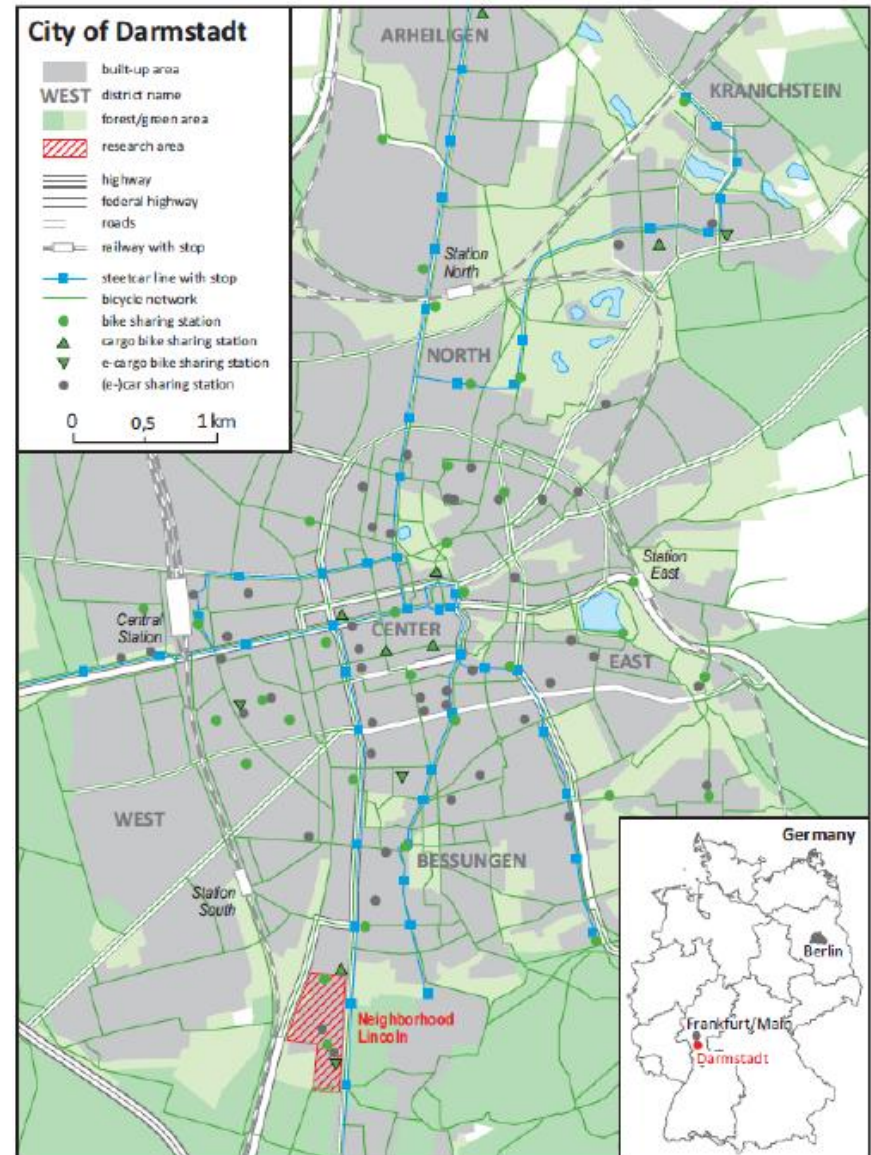 City of Darmstadt
built-up area
WEST district name
forest/green area
research area
highway
federal highway
roads
railway with stop
steetcar line with stop
bicycle network
bike sharing station
cargo bike sharing station
e-cargo bike sharing station
(e-)car sharing station
0 0,5 1 km
ARHEILIGEN
KRANICHSTEIN
Station
North
NORTH
Station
East
Central
Station
CENTER
EAST
WEST
BESSUNGEN
Station
South
Neighborhood
Lincoln
Germany
Berlin
Frankfurt/Main
Darmstadt